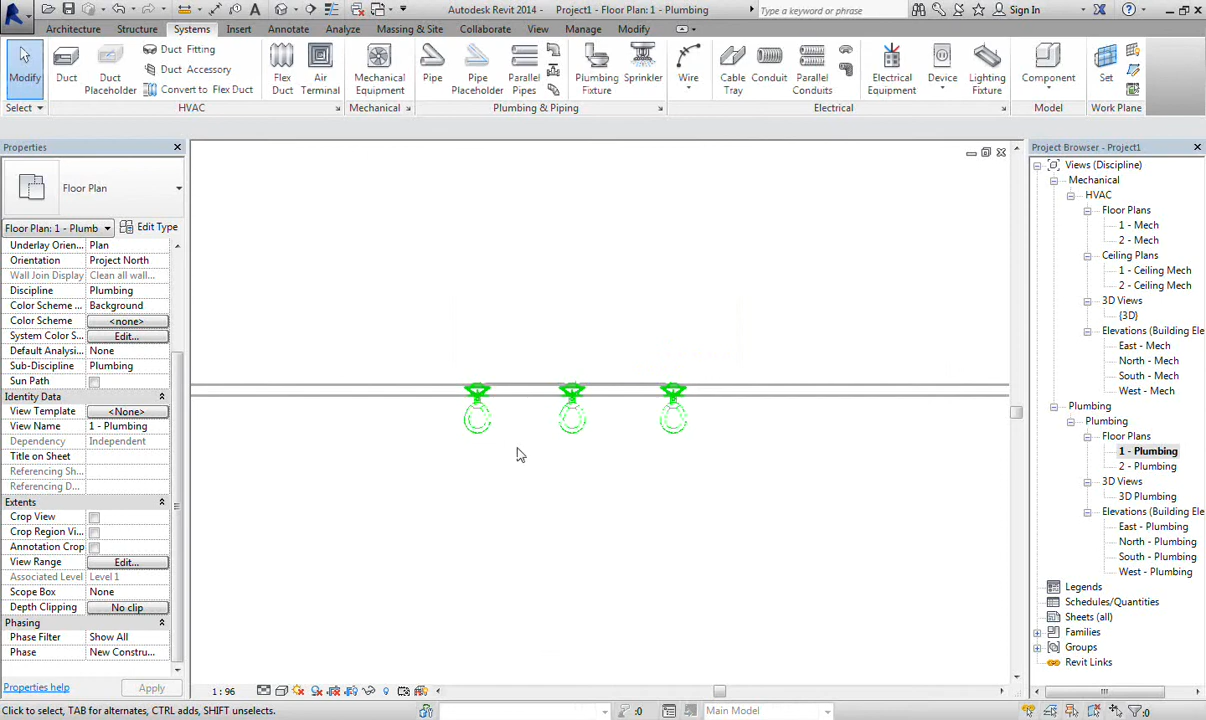 Autodesk Revit 2014 - Project1 - Floor Plan: 1 - Plumbing
Type a keyword or phrase
Sign In
Architecture Structure Systems Insert Annotate Analyze Massing & Site Collaborate View Manage Modify
Modify
Duct
Duct Placeholder
Duct Fitting
Duct Accessory
Convert to Flex Duct
Flex Duct
Air Terminal
Mechanical Equipment
Pipe
Pipe Placeholder
Parallel Pipes
Plumbing Fixture
Sprinkler
Wire
Cable Tray
Conduit
Parallel Conduits
Electrical Equipment
Device
Lighting Fixture
Component
Set
Select HVAC Mechanical Plumbing & Piping Electrical Model Work Plane
Properties
Floor Plan
Floor Plan: 1 - Plumb Edit Type
Underlay Orien... Plan
Orientation Project North
Wall Join Display Clean all wall...
Discipline Plumbing
Color Scheme ... Background
Color Scheme <none>
System Color S... Edit...
Default Analysi... None
Sub-Discipline Plumbing
Sun Path
Identity Data
View Template <None>
View Name 1 - Plumbing
Dependency Independent
Title on Sheet
Referencing Sh...
Referencing D...
Extents
Crop View
Crop Region Vi...
Annotation Crop
View Range Edit...
Associated Level Level 1
Scope Box None
Depth Clipping No clip
Phasing
Phase Filter Show All
Phase New Constru...
Properties help Apply
1 : 96
Click to select, TAB for alternates, CTRL adds, SHIFT unselects.
:0
Main Model
:0
Project Browser - Project1
Views (Discipline)
Mechanical
HVAC
Floor Plans
1 - Mech
2 - Mech
Ceiling Plans
1 - Ceiling Mech
2 - Ceiling Mech
3D Views
{3D}
Elevations (Building Ele
East - Mech
North - Mech
South - Mech
West - Mech
Plumbing
Plumbing
Floor Plans
1 - Plumbing
2 - Plumbing
3D Views
3D Plumbing
Elevations (Building Ele
East - Plumbing
North - Plumbing
South - Plumbing
West - Plumbing
Legends
Schedules/Quantities
Sheets (all)
Families
Groups
Revit Links